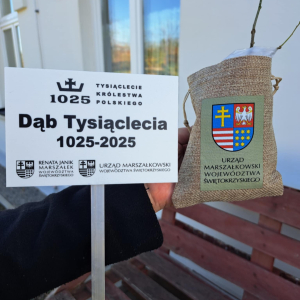 TYSIĄCLECIE
KRÓLESTWA
POLSKIEGO
1025
Dąb Tysiąclecia
1025-2025
RENATA JANIK
MARSZAŁEK
WOJEWÓDZTWA
ŚWIĘTOKRZYSKIEGO
URZĄD MARSZAŁKOWSKI
WOJEWÓDZTWA
ŚWIĘTOKRZYSKIEGO
URZĄD
MARSZAŁKOWSKI
WOJEWÓDZTWA
ŚWIĘTOKRZYSKIEGO